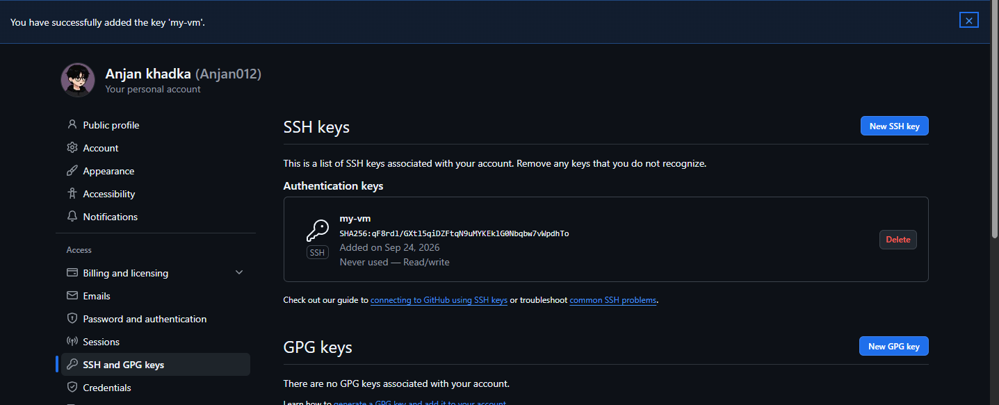 You have successfully added the key 'my-vm'.
Anjan khadka (Anjan012)
Your personal account
Public profile
Account
Appearance
Accessibility
Notifications
Access
Billing and licensing
Emails
Password and authentication
Sessions
SSH and GPG keys
Credentials
SSH keys
New SSH key
This is a list of SSH keys associated with your account. Remove any keys that you do not recognize.
Authentication keys
my-vm
SHA256:qF8rdl/GXtl5qiDZFtqN9uMYKEklG0Nbqbw7vWpdhTo
Added on Sep 24, 2026
Never used — Read/write
SSH
Delete
Check out our guide to connecting to GitHub using SSH keys or troubleshoot common SSH problems.
GPG keys
New GPG key
There are no GPG keys associated with your account.
Learn how to generate a GPG key and add it to your account